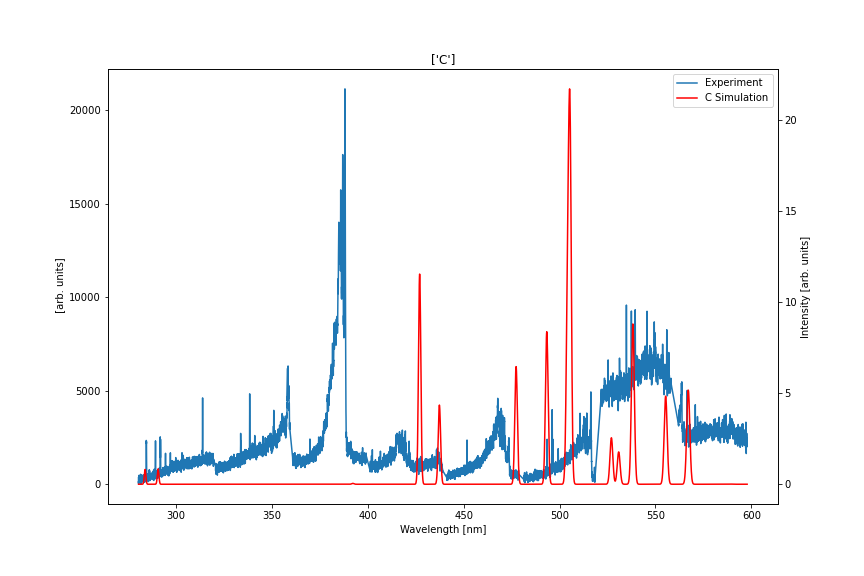 ['C']
Experiment
C Simulation
20000
15000
10000
5000
0
[arb. units]
20
15
10
5
0
Intensity [arb. units]
300 350 400 450 500 550 600
Wavelength [nm]